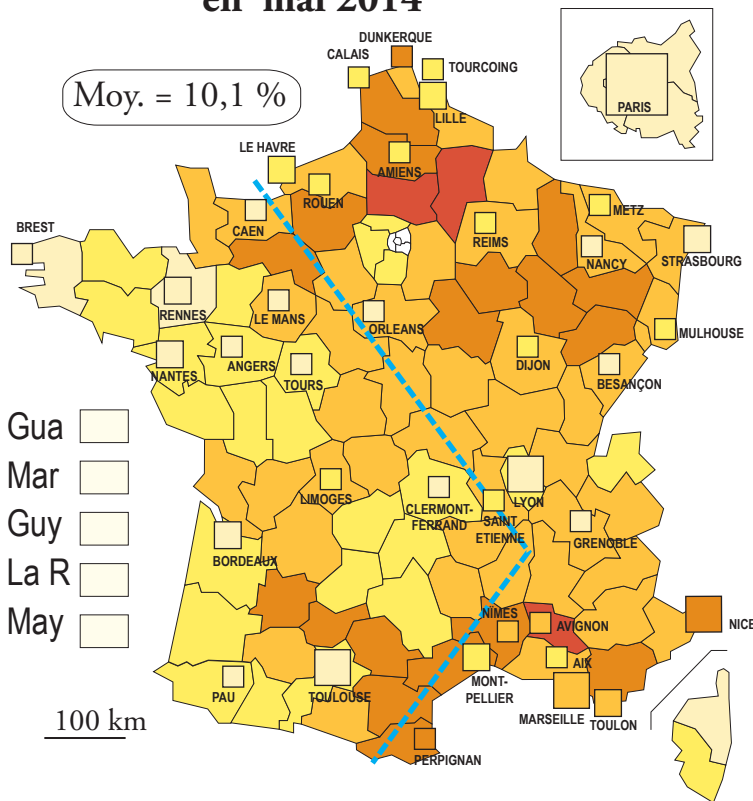 en mai 2014
DUNKERQUE
CALAIS
TOURCOING
Moy. = 10,1 %
LILLE
PARIS
LE HAVRE
AMIENS
ROUEN
METZ
BREST
CAEN
REIMS
NANCY
STRASBOURG
RENNES
LE MANS
ORLEANS
MULHOUSE
NANTES
ANGERS
TOURS
DIJON
BESANÇON
Gua
Mar
Guy
La R
May
LIMOGES
CLERMONT-
FERRAND
LYON
SAINT
ETIENNE
GRENOBLE
BORDEAUX
NÎMES
AVIGNON
NICE
AIX
PAU
TOULOUSE
MONT-
PELLIER
MARSEILLE
TOULON
100 km
PERPIGNAN